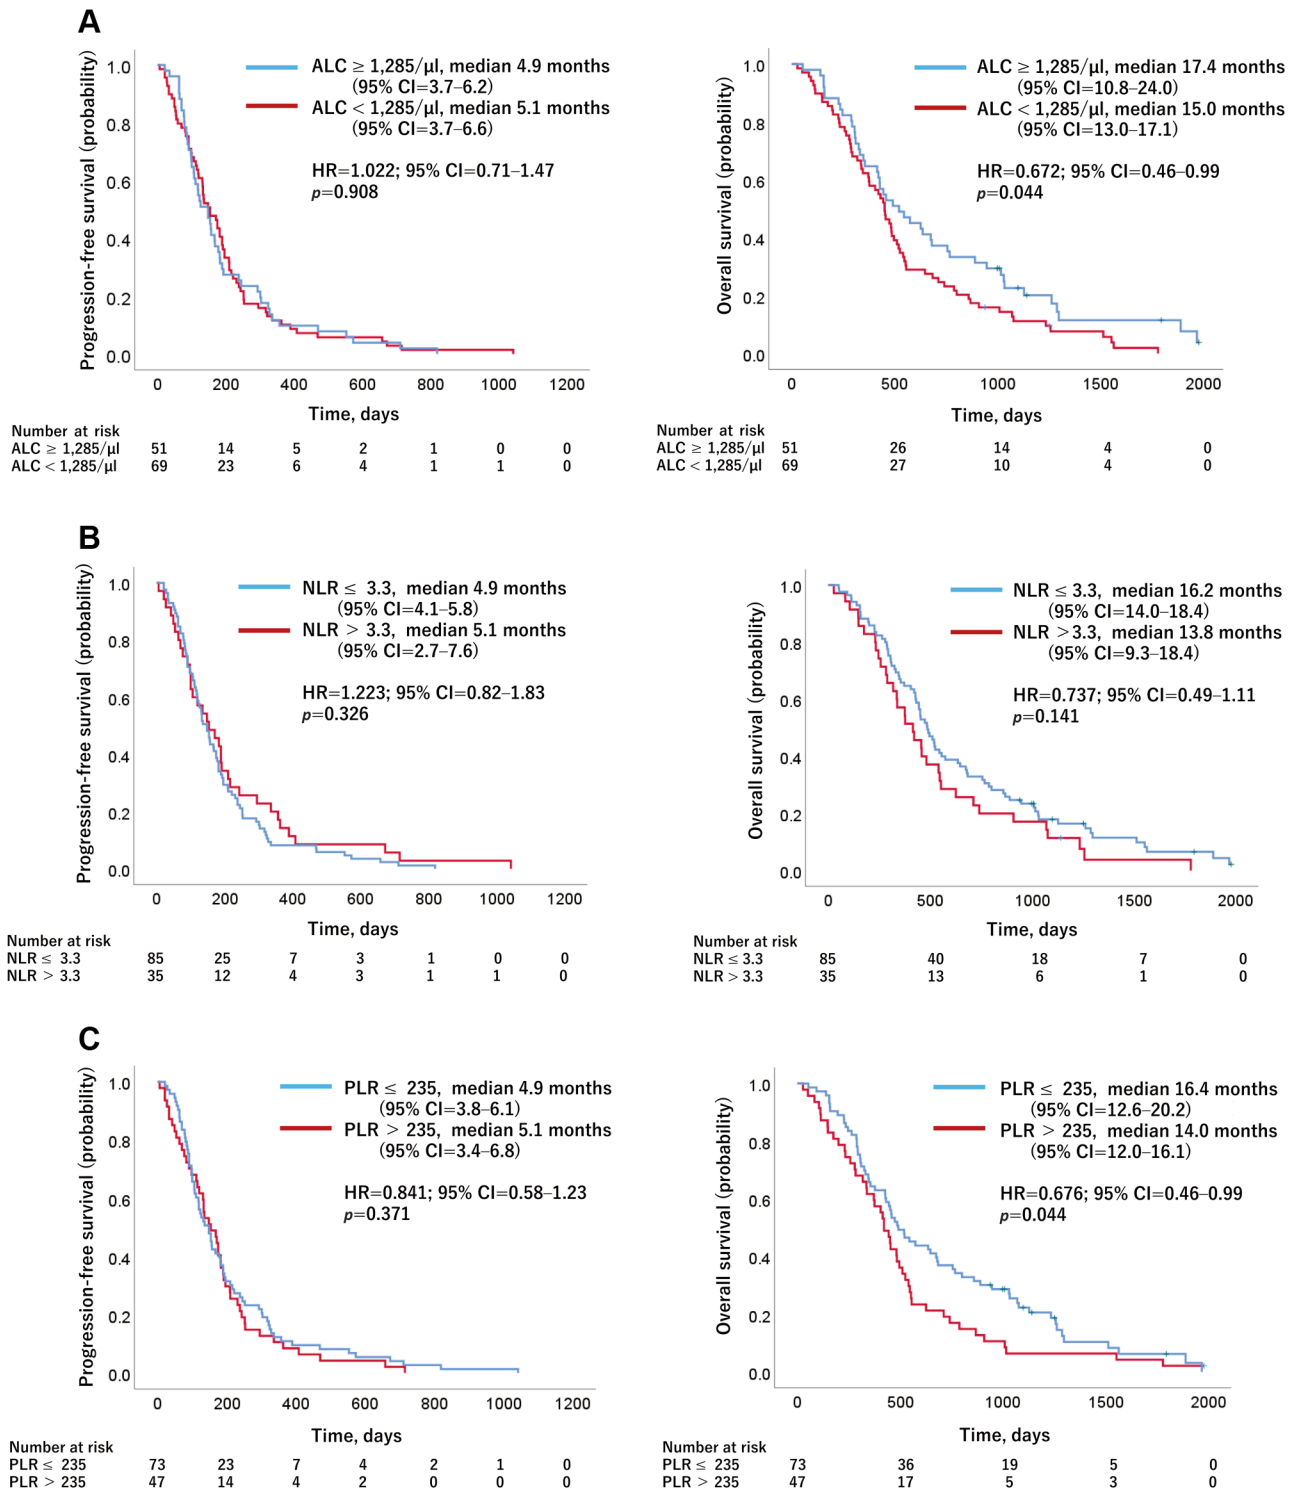 A
Progression-free survival (probability)
1.0
0.8
0.6
0.4
0.2
0.0
ALC ≥ 1,285/μl, median 4.9 months
(95% CI=3.7–6.2)
ALC < 1,285/μl, median 5.1 months
(95% CI=3.7–6.6)
HR=1.022; 95% CI=0.71–1.47
p=0.908
0 200 400 600 800 1000 1200
Time, days
Number at risk
ALC ≥ 1,285/μl 51 14 5 2 1 0 0
ALC < 1,285/μl 69 23 6 4 1 1 0
Overall survival (probability)
1.0
0.8
0.6
0.4
0.2
0.0
ALC ≥ 1,285/μl, median 17.4 months
(95% CI=10.8–24.0)
ALC < 1,285/μl, median 15.0 months
(95% CI=13.0–17.1)
HR=0.672; 95% CI=0.46–0.99
p=0.044
0 500 1000 1500 2000
Time, days
Number at risk
ALC ≥ 1,285/μl 51 26 14 4 0
ALC < 1,285/μl 69 27 10 4 0
B
Progression-free survival (probability)
1.0
0.8
0.6
0.4
0.2
0.0
NLR ≤ 3.3, median 4.9 months
(95% CI=4.1–5.8)
NLR > 3.3, median 5.1 months
(95% CI=2.7–7.6)
HR=1.223; 95% CI=0.82–1.83
p=0.326
0 200 400 600 800 1000 1200
Time, days
Number at risk
NLR ≤ 3.3 85 25 7 3 1 0 0
NLR > 3.3 35 12 4 3 1 1 0
Overall survival (probability)
1.0
0.8
0.6
0.4
0.2
0.0
NLR ≤ 3.3, median 16.2 months
(95% CI=14.0–18.4)
NLR > 3.3, median 13.8 months
(95% CI=9.3–18.4)
HR=0.737; 95% CI=0.49–1.11
p=0.141
0 500 1000 1500 2000
Time, days
Number at risk
NLR ≤ 3.3 85 40 18 7 0
NLR > 3.3 35 13 6 1 0
C
Progression-free survival (probability)
1.0
0.8
0.6
0.4
0.2
0.0
PLR ≤ 235, median 4.9 months
(95% CI=3.8–6.1)
PLR > 235, median 5.1 months
(95% CI=3.4–6.8)
HR=0.841; 95% CI=0.58–1.23
p=0.371
0 200 400 600 800 1000 1200
Time, days
Number at risk
PLR ≤ 235 73 23 7 4 2 1 0
PLR > 235 47 14 4 2 0 0 0
Overall survival (probability)
1.0
0.8
0.6
0.4
0.2
0.0
PLR ≤ 235, median 16.4 months
(95% CI=12.6–20.2)
PLR > 235, median 14.0 months
(95% CI=12.0–16.1)
HR=0.676; 95% CI=0.46–0.99
p=0.044
0 500 1000 1500 2000
Time, days
Number at risk
PLR ≤ 235 73 36 19 5 0
PLR > 235 47 17 5 3 0